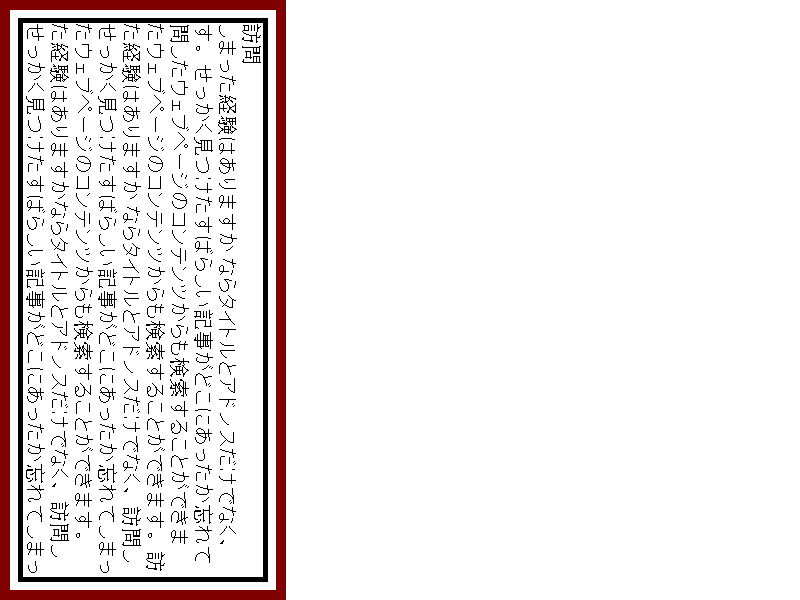 せっかく見つけたすばらしい記事がどこにあったか忘れてしまっ
た経験はありますかならタイトルとアドレスだけでなく、訪問し
たウェブページのコンテンツからも検索することができます。
せっかく見つけたすばらしい記事がどこにあったか忘れてしまっ
た経験はありますか ならタイトルとアドレスだけでなく、訪問し
たウェブページのコンテンツからも検索することができます。訪
問したウェブページのコンテンツからも検索することができま
す。せっかく見つけたすばらしい記事がどこにあったか忘れて
しまった経験はありますか ならタイトルとアドレスだけでなく、
訪問